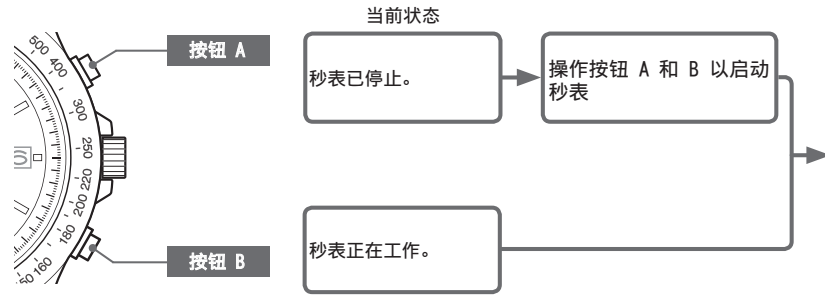 当前状态
按钮 A
秒表已停止。
操作按钮 A 和 B 以启动
秒表
500
400
300
250
220
200
180
160
50
按钮 B
秒表正在工作。